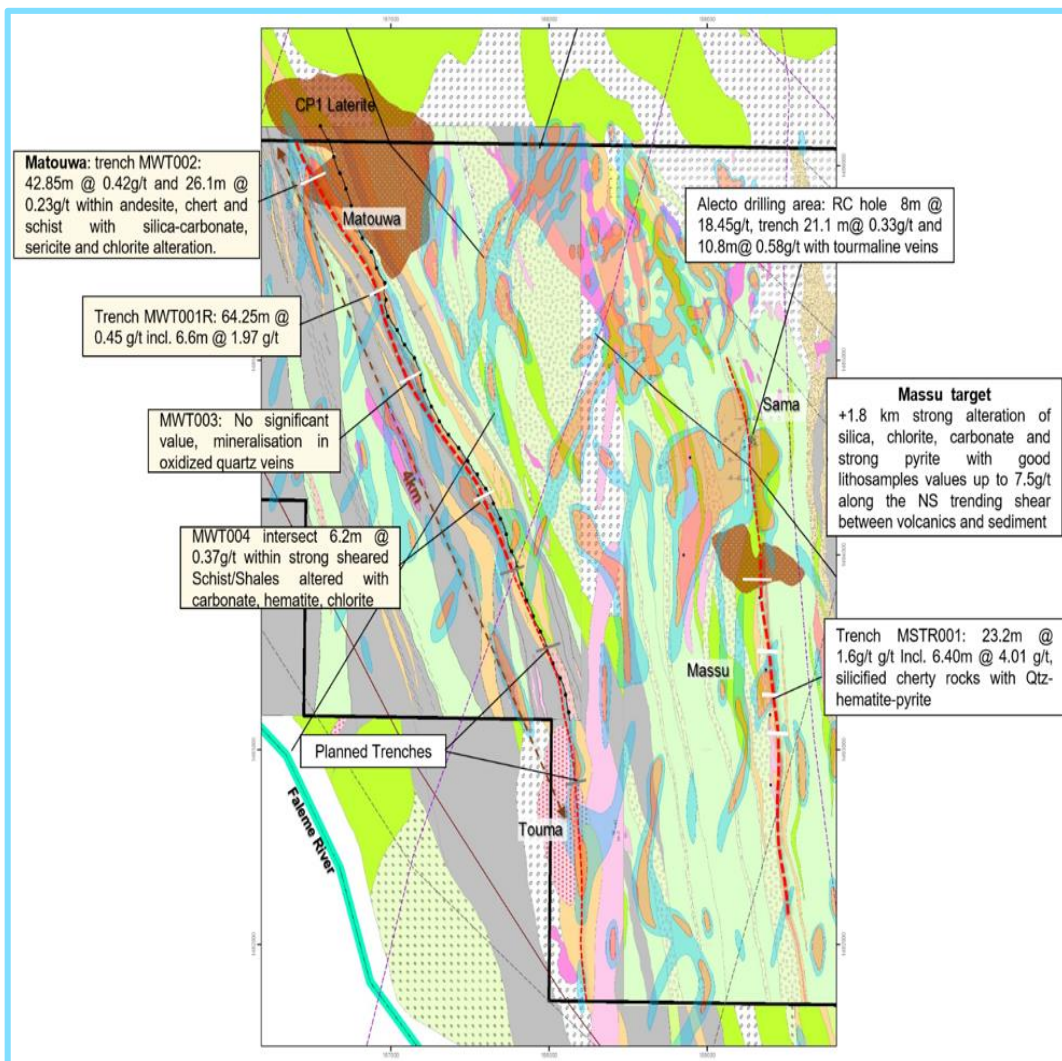 CP1 Laterite
Matouwa: trench MWT002:
42.85m @ 0.42g/t and 26.1m @
0.23g/t within andesite, chert and
schist with silica-carbonate,
sericite and chlorite alteration.
Matouwa
Alecto drilling area: RC hole 8m @
18.45g/t, trench 21.1 m@ 0.33g/t and
10.8m@ 0.58g/t with tourmaline veins
Trench MWT001R: 64.25m @
0.45 g/t incl. 6.6m @ 1.97 g/t
Sama
MWT003: No significant
value, mineralisation in
oxidized quartz veins
Massu target
+1.8 km strong alteration of
silica, chlorite, carbonate and
strong pyrite with good
lithosamples values up to 7.5g/t
along the NS trending shear
between volcanics and sediment
4km
MWT004 intersect 6.2m @
0.37g/t within strong sheared
Schist/Shales altered with
carbonate, hematite, chlorite
Trench MSTR001: 23.2m @
1.6g/t g/t Incl. 6.40m @ 4.01 g/t,
silicified cherty rocks with Qtz-
hematite-pyrite
Massu
Planned Trenches
Touma
Faleme River